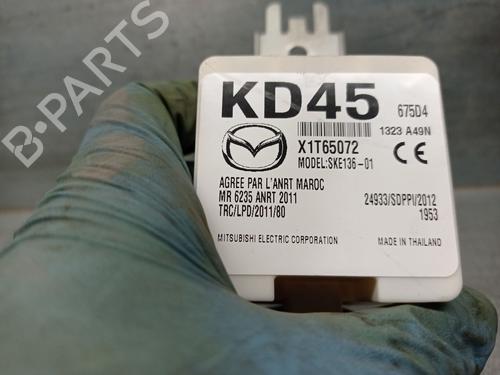 B-PARTS
KD45
675D4
1323 A49N
X1T65072
MODEL:SKE136-01
CE
AGREE PAR L'ANRT MAROC
MR 6235 ANRT 2011
TRC/LPD/2011/80
24933/SDPPI/2012
1953
MITSUBISHI ELECTRIC CORPORATION
MADE IN THAILAND